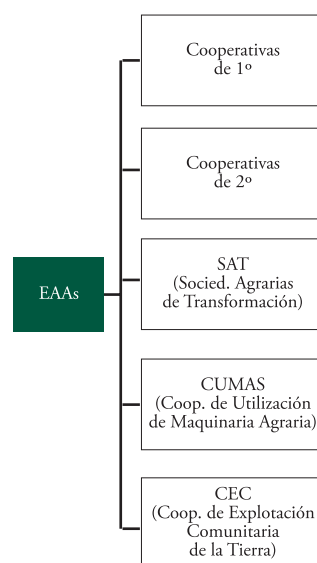 Cooperativas
de 1º
Cooperativas
de 2º
SAT
(Socied. Agrarias
de Transformación)
EAAs
CUMAS
(Coop. de Utilización
de Maquinaria Agraria)
CEC
(Coop. de Explotación
Comunitaria
de la Tierra)